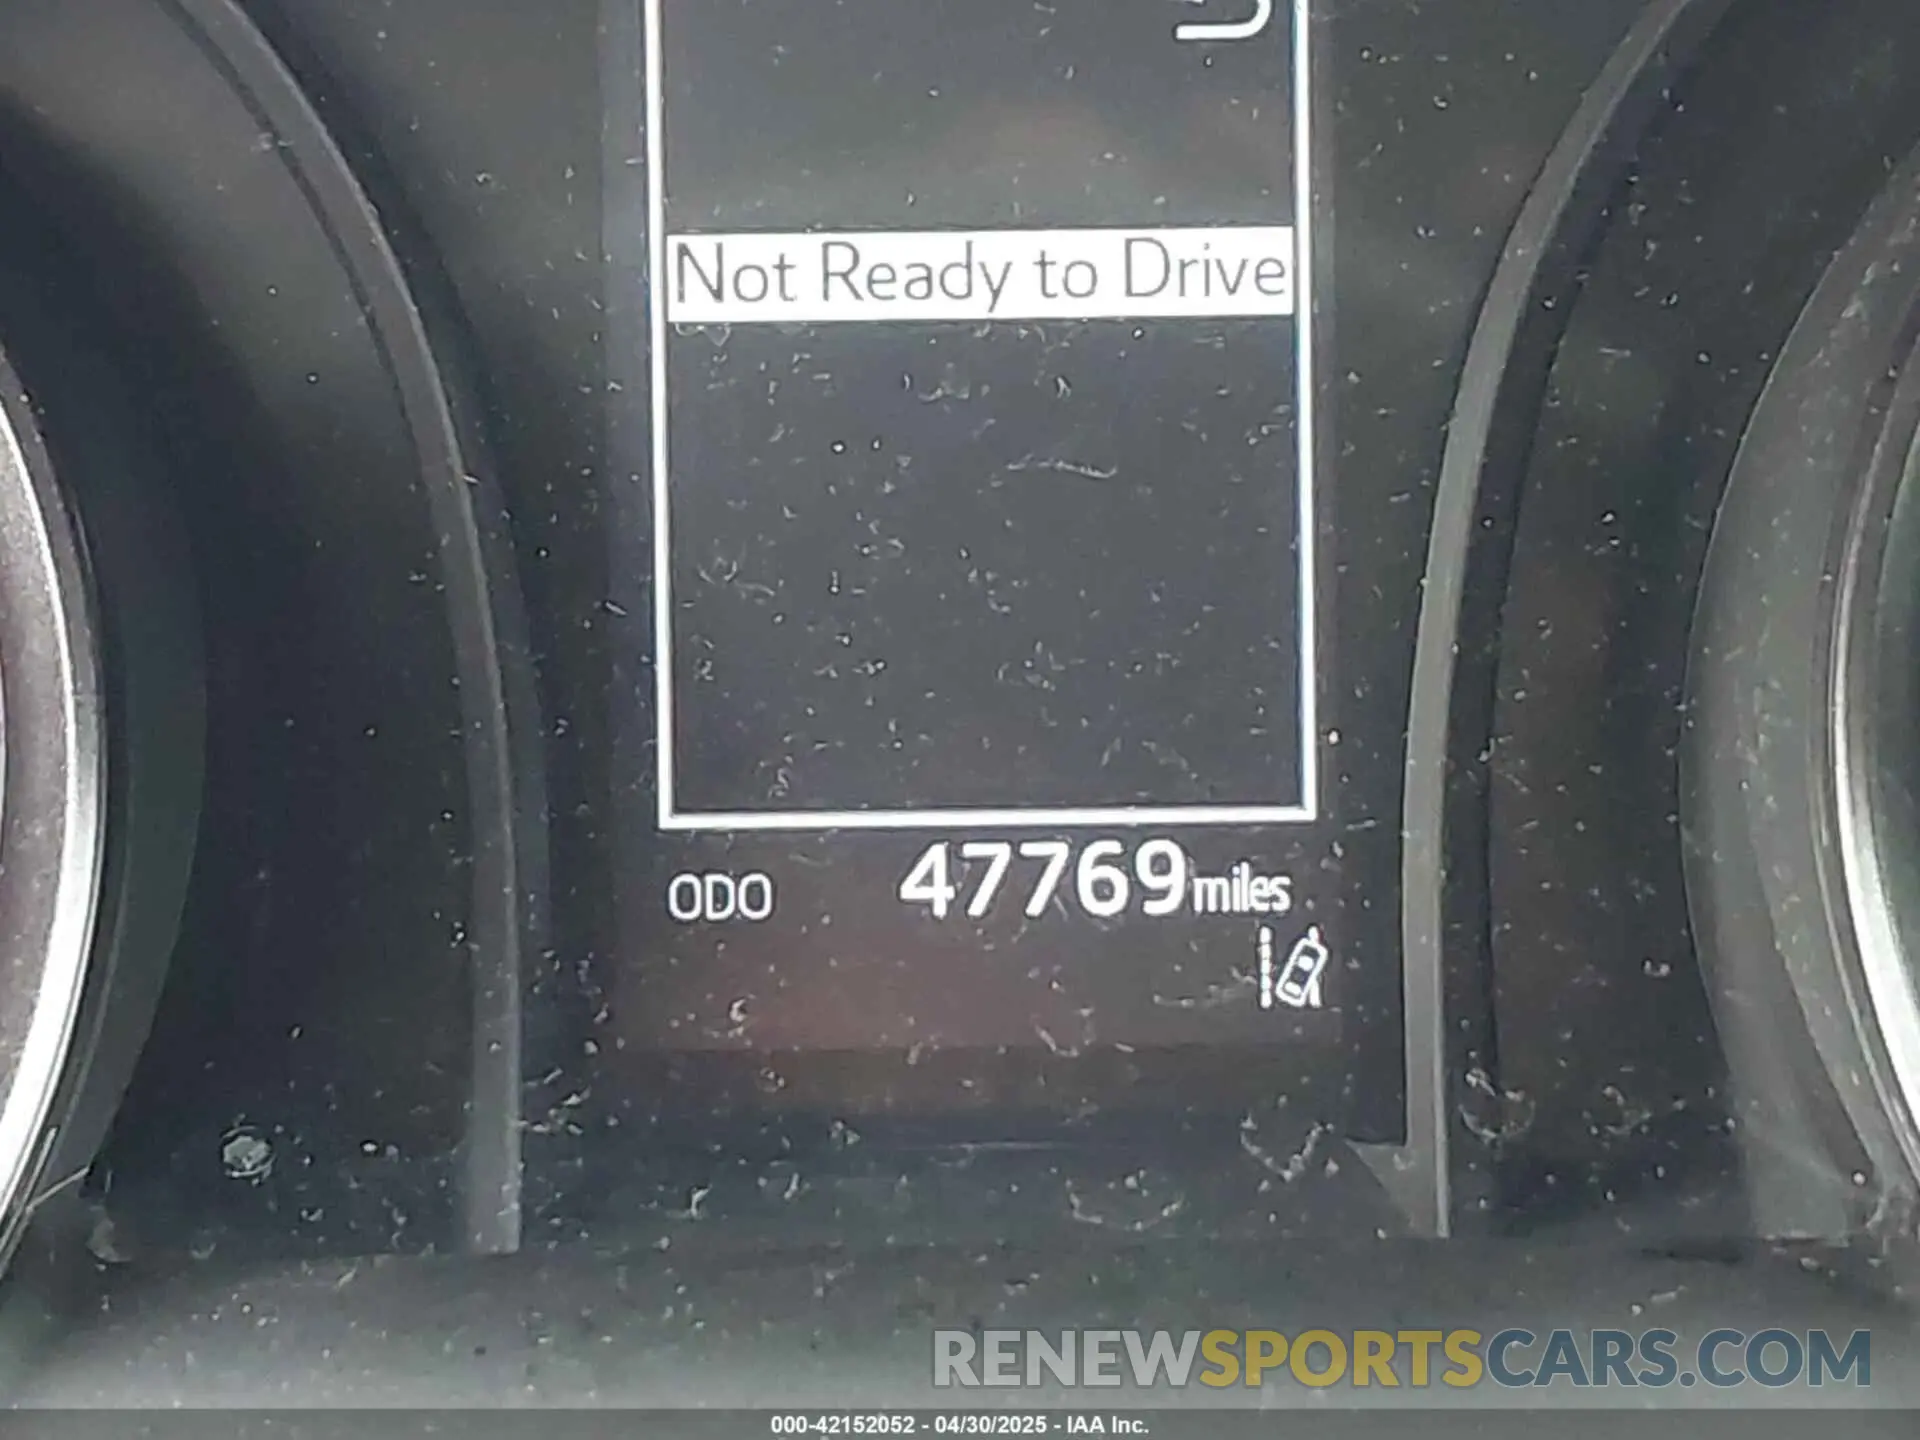 Not Ready to Drive
ODO 47769 miles
RENEWSPORTSCARS.COM
000-42152052 - 04/30/2025 - IAA Inc.